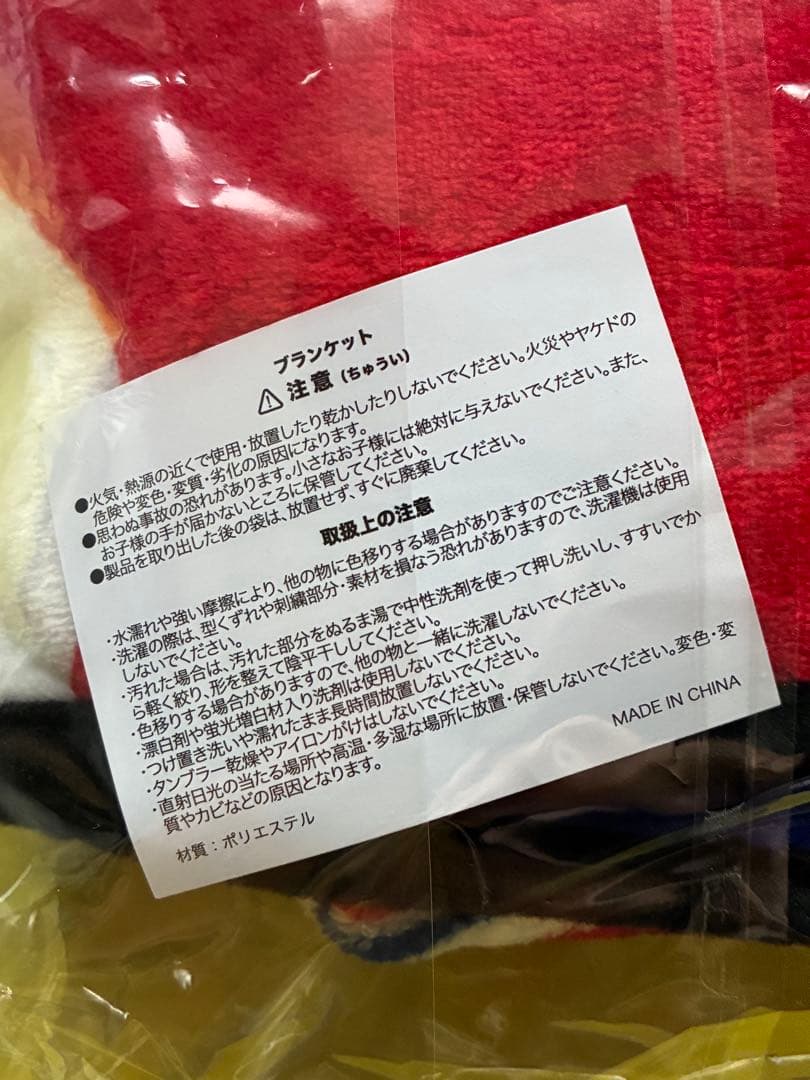 ブランケット
⚠注意(ちゅうい)
●火気・熱源の近くで使用・放置したり乾かしたりしないでください。火災やヤケドの
危険や変色・変質・劣化の原因になります。
●思わぬ事故の恐れがあります。小さなお子様には絶対に与えないでください。また、
お子様の手が届かないところに保管してください。
●製品を取り出した後の袋は、放置せず、すぐに廃棄してください。
取扱上の注意
・水濡れや強い摩擦により、他の物に色移りする場合がありますのでご注意ください。
・洗濯の際は、型くずれや刺繍部分・素材を損なう恐れがありますので、洗濯機は使用
しないでください。
・汚れた場合は、汚れた部分をぬるま湯で中性洗剤を使って押し洗いし、すすいでか
ら軽く絞り、形を整えて陰平干ししてください。
・色移りする場合がありますので、他の物と一緒に洗濯しないでください。
・漂白剤や蛍光増白材入り洗剤は使用しないでください。
・つけ置き洗いや濡れたまま長時間放置しないでください。
・タンブラー乾燥やアイロンがけはしないでください。
・直射日光の当たる場所や高温・多湿な場所に放置・保管しないでください。変色・変
質やカビなどの原因となります。
材質:ポリエステル
MADE IN CHINA